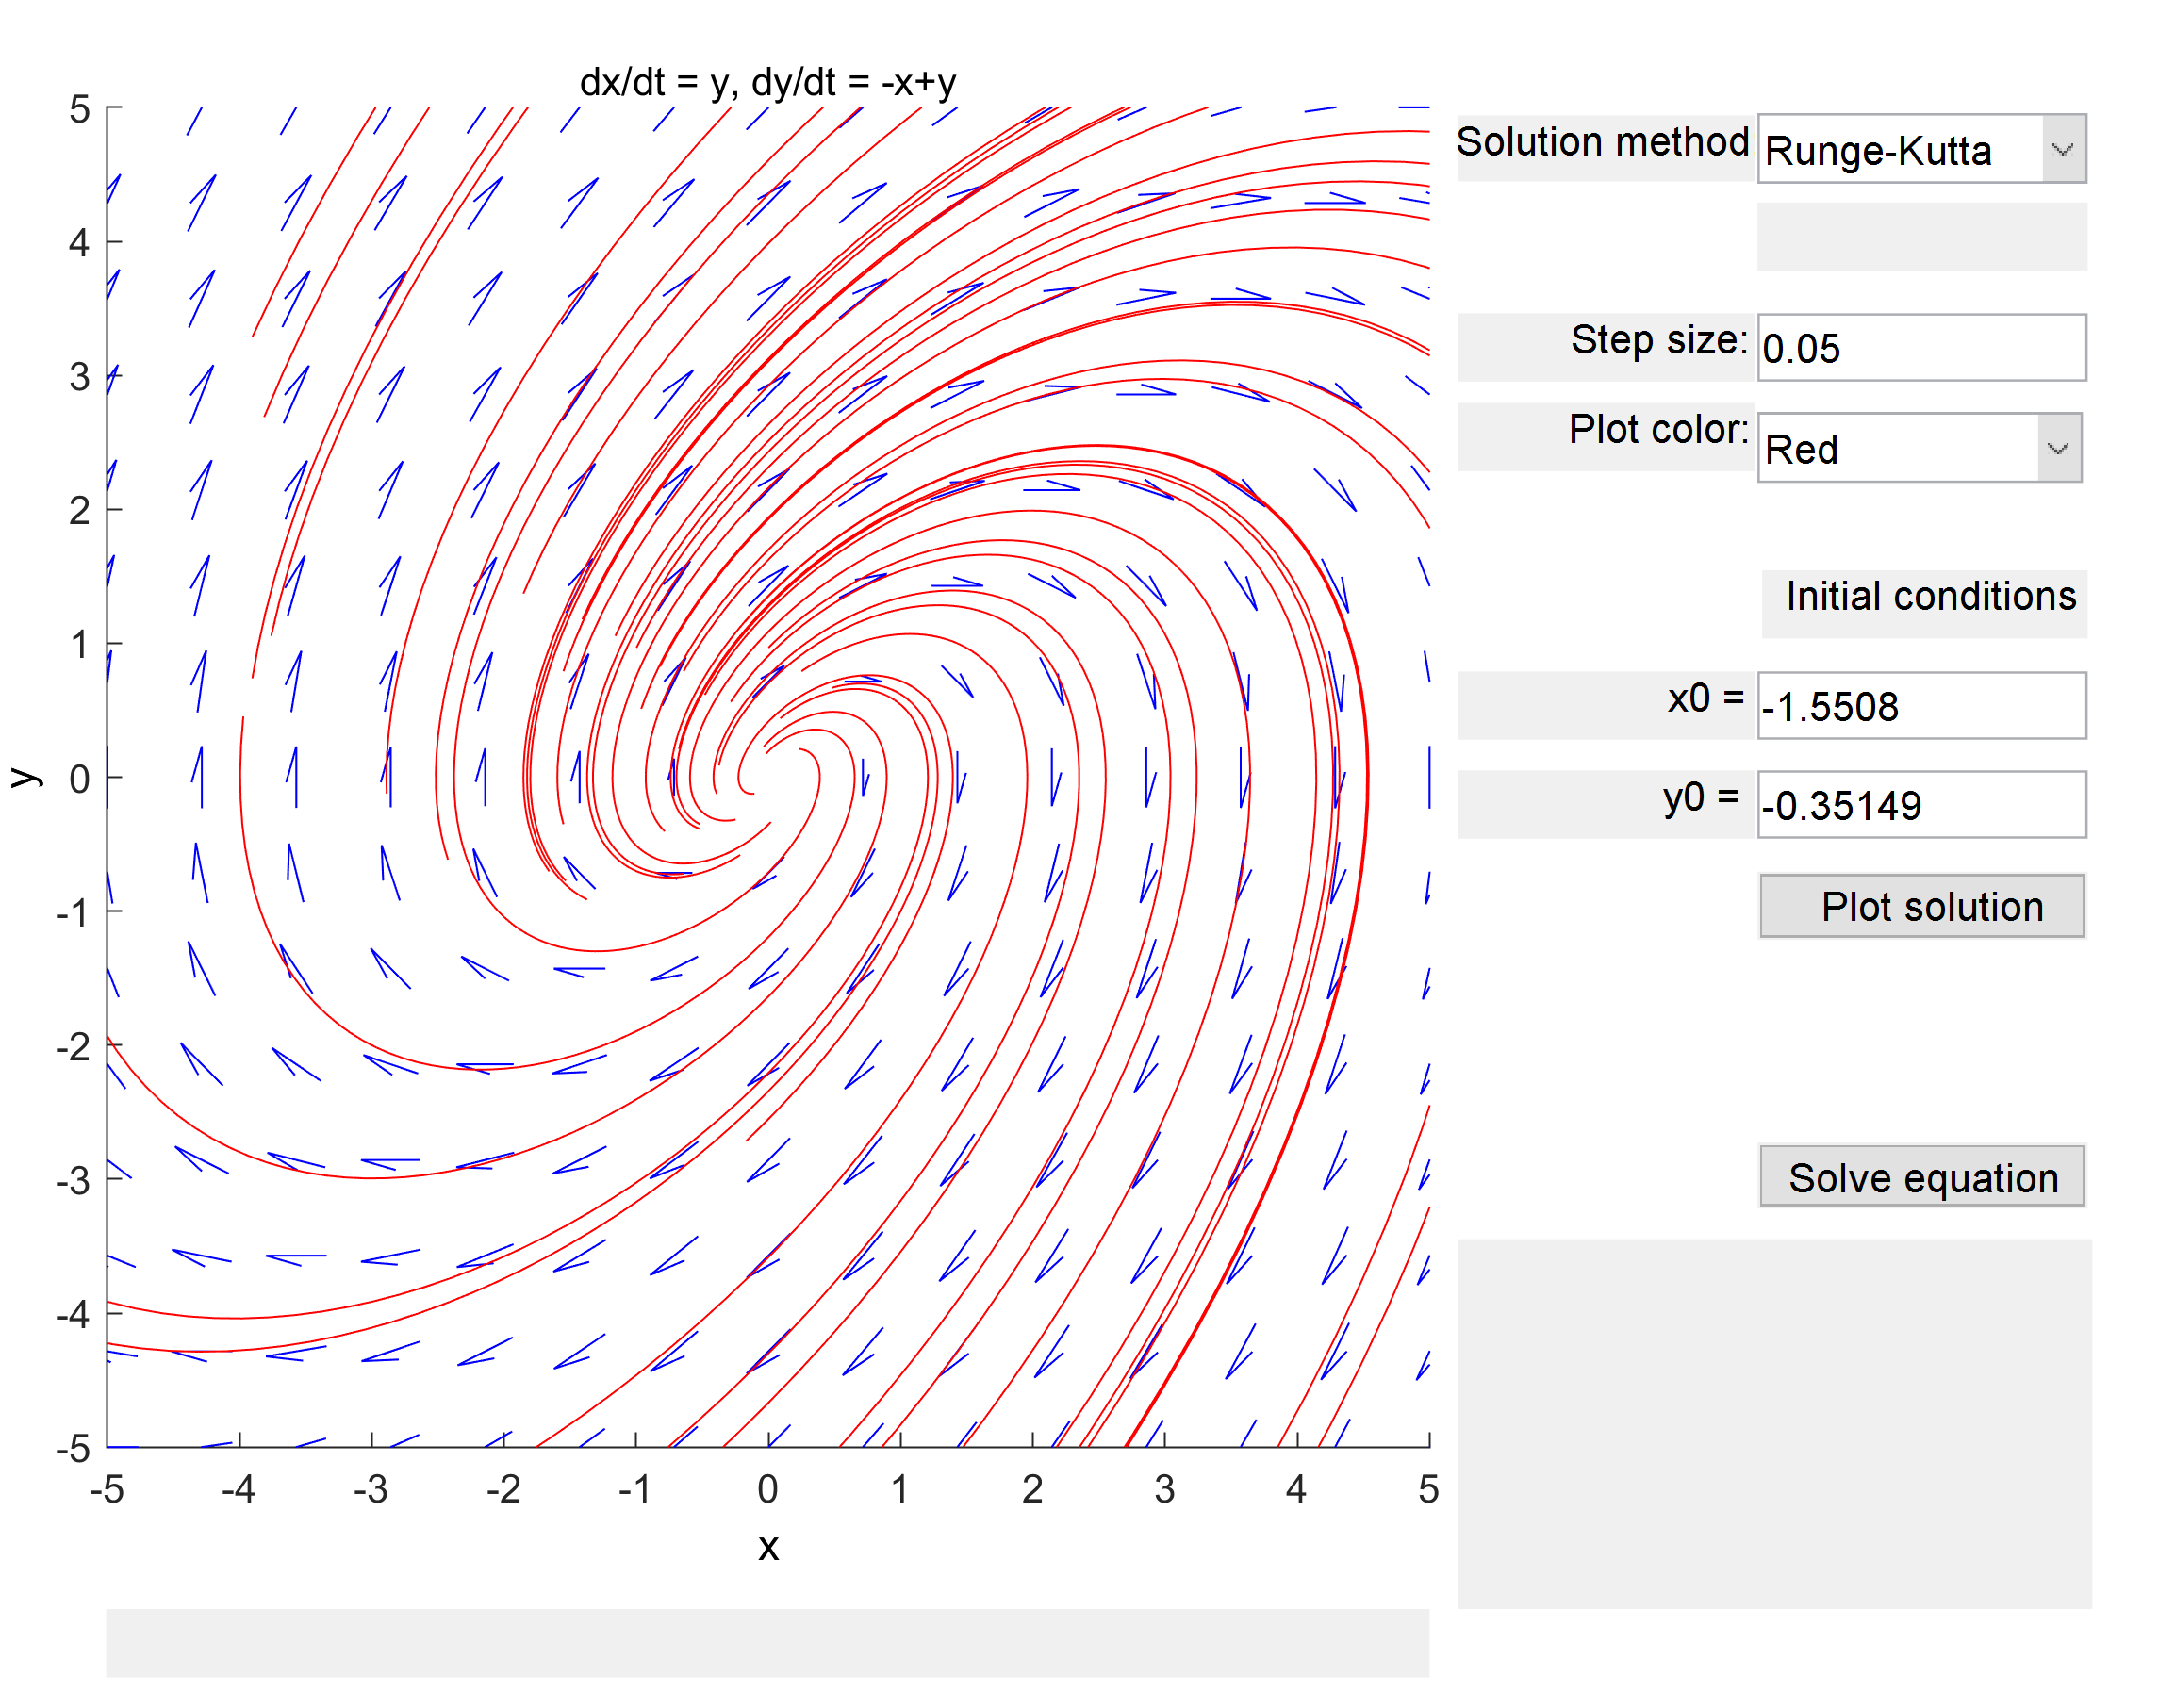 dx/dt = y, dy/dt = -x+y
5
4
3
2
1
0
-1
-2
-3
-4
-5
y
-5 -4 -3 -2 -1 0 1 2 3 4 5
x
Solution method: Runge-Kutta
Step size: 0.05
Plot color: Red
Initial conditions
x0 = -1.5508
y0 = -0.35149
Plot solution
Solve equation